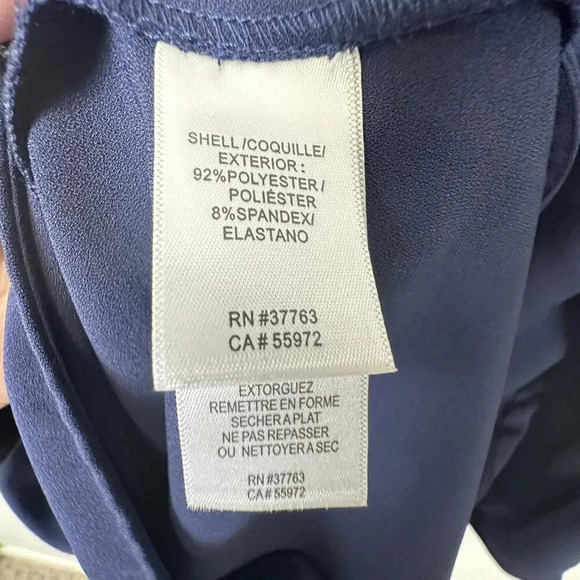 SHELL/COQUILLE/
EXTERIOR:
92%POLYESTER/
POLIÉSTER
8%SPANDEX/
ELASTANO
RN #37763
CA# 55972
EXTORGUEZ
REMETTRE EN FORME
SECHER A PLAT
NE PAS REPASSER
OU NETTOYER A SEC
RN #37763
CA# 55972